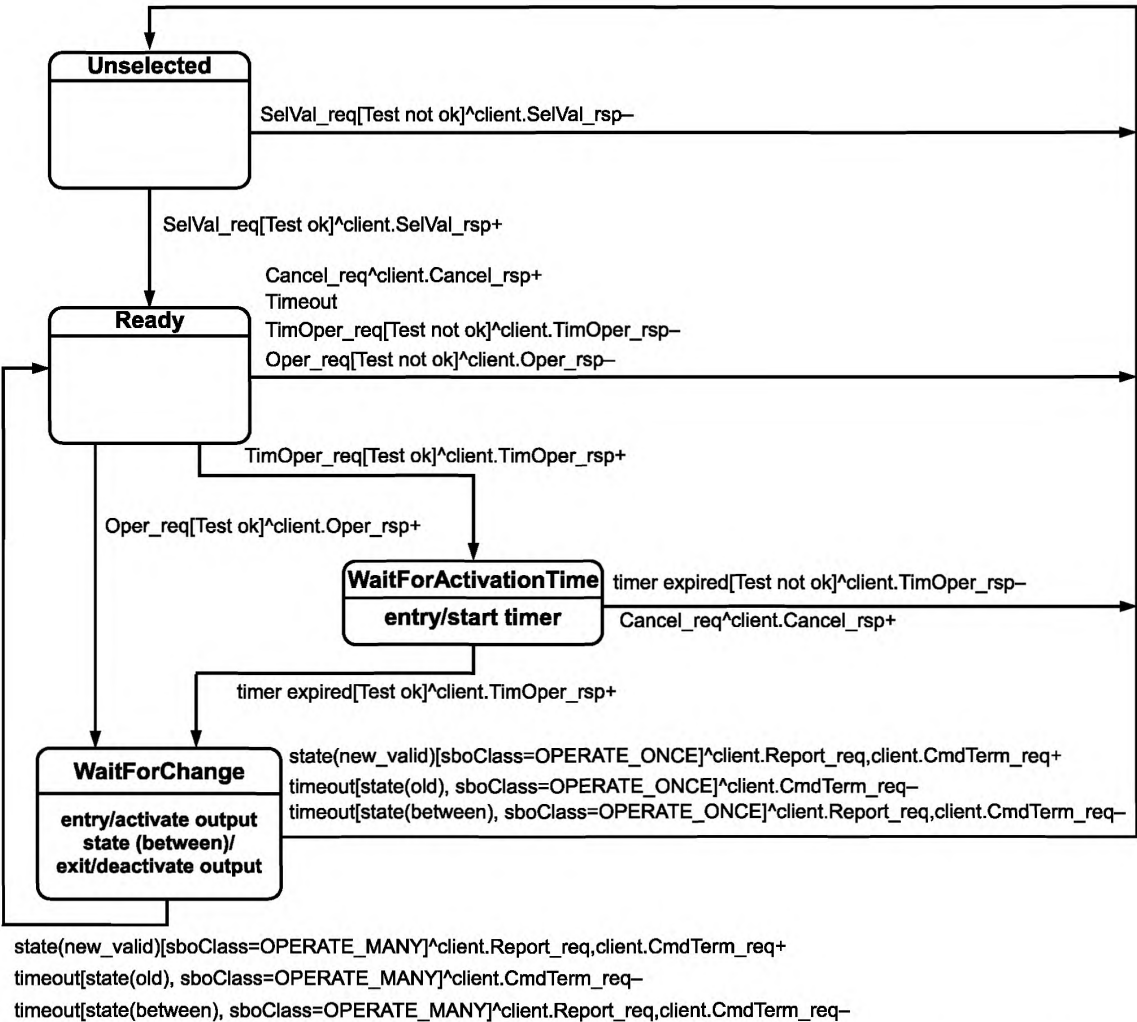 Unselected
SelVal_req[Test not ok]^client.SelVal_rsp–
SelVal_req[Test ok]^client.SelVal_rsp+
Cancel_req^client.Cancel_rsp+
Timeout
TimOper_req[Test not ok]^client.TimOper_rsp–
Oper_req[Test not ok]^client.Oper_rsp–
Ready
TimOper_req[Test ok]^client.TimOper_rsp+
Oper_req[Test ok]^client.Oper_rsp+
WaitForActivationTime
entry/start timer
timer expired[Test not ok]^client.TimOper_rsp–
Cancel_req^client.Cancel_rsp+
timer expired[Test ok]^client.TimOper_rsp+
WaitForChange
entry/activate output
state (between)/
exit/deactivate output
state(new_valid)[sboClass=OPERATE_ONCE]^client.Report_req,client.CmdTerm_req+
timeout[state(old), sboClass=OPERATE_ONCE]^client.CmdTerm_req–
timeout[state(between), sboClass=OPERATE_ONCE]^client.Report_req,client.CmdTerm_req–
state(new_valid)[sboClass=OPERATE_MANY]^client.Report_req,client.CmdTerm_req+
timeout[state(old), sboClass=OPERATE_MANY]^client.CmdTerm_req–
timeout[state(between), sboClass=OPERATE_MANY]^client.Report_req,client.CmdTerm_req–